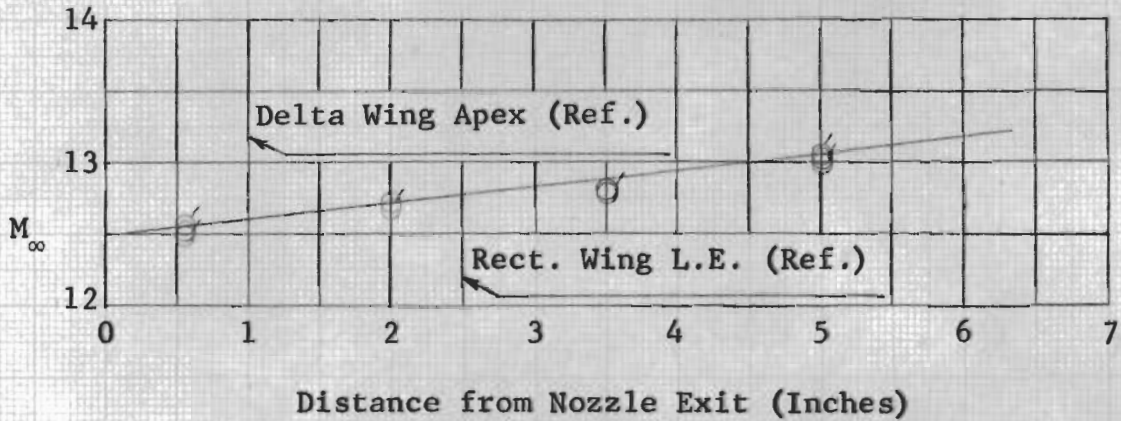 14
Delta Wing Apex (Ref.)
13
M∞
Rect. Wing L.E. (Ref.)
12
0 1 2 3 4 5 6 7
Distance from Nozzle Exit (Inches)